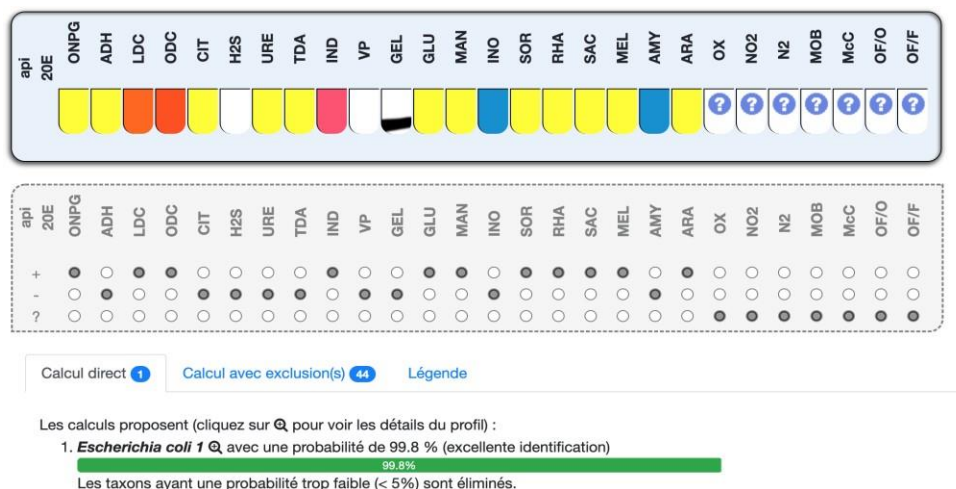 api 20E ONPG ADH LDC ODC CIT H2S URE TDA IND VP GEL GLU MAN INO SOR RHA SAC MEL AMY ARA OX NO2 N2 MOB McC OF/O OF/F
? ? ? ? ? ? ?
api 20E ONPG ADH LDC ODC CIT H2S URE TDA IND VP GEL GLU MAN INO SOR RHA SAC MEL AMY ARA OX NO2 N2 MOB McC OF/O OF/F
+
-
?
Calcul direct 1 Calcul avec exclusion(s) 44 Légende
Les calculs proposent (cliquez sur pour voir les détails du profil) :
1. Escherichia coli 1 avec une probabilité de 99.8 % (excellente identification)
99.8%
Les taxons ayant une probabilité trop faible (< 5%) sont éliminés.